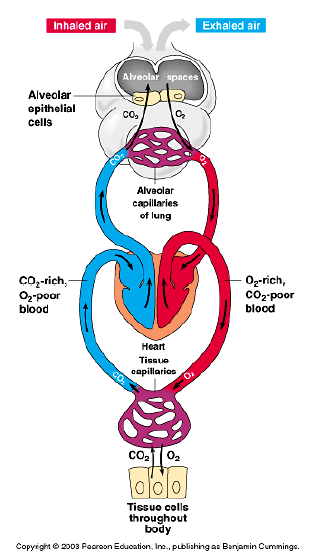 Inhaled air
Exhaled air
Alveolar spaces
Alveolar
epithelial
cells
CO₂
O₂
CO₂
O₂
Alveolar
capillaries
of lung
CO₂-rich,
O₂-poor
blood
O₂-rich,
CO₂-poor
blood
Heart
Tissue
capillaries
CO₂
O₂
CO₂
O₂
Tissue cells
throughout
body
Copyright © 2003 Pearson Education, Inc., publishing as Benjamin Cummings.